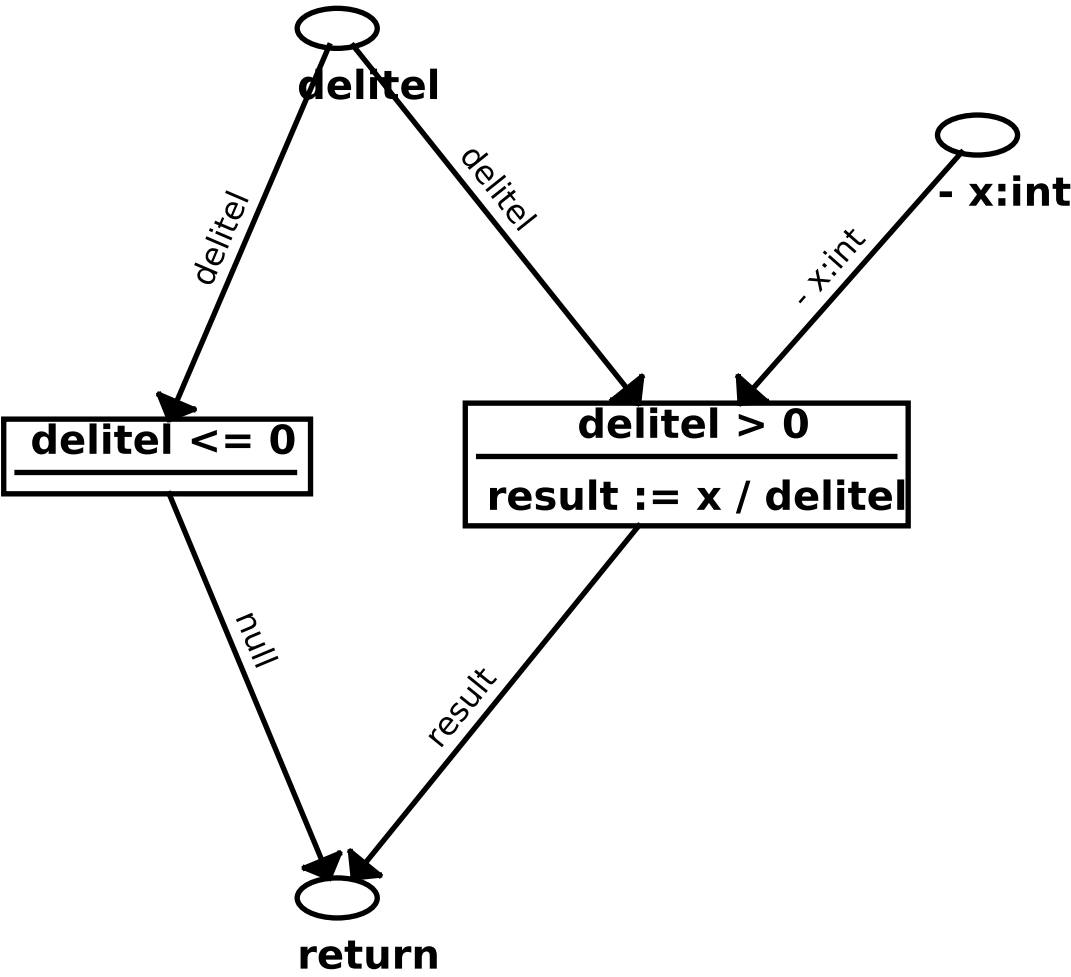 delitel
- x:int
delitel
delitel
- x:int
delitel <= 0
delitel > 0
result := x / delitel
null
result
return